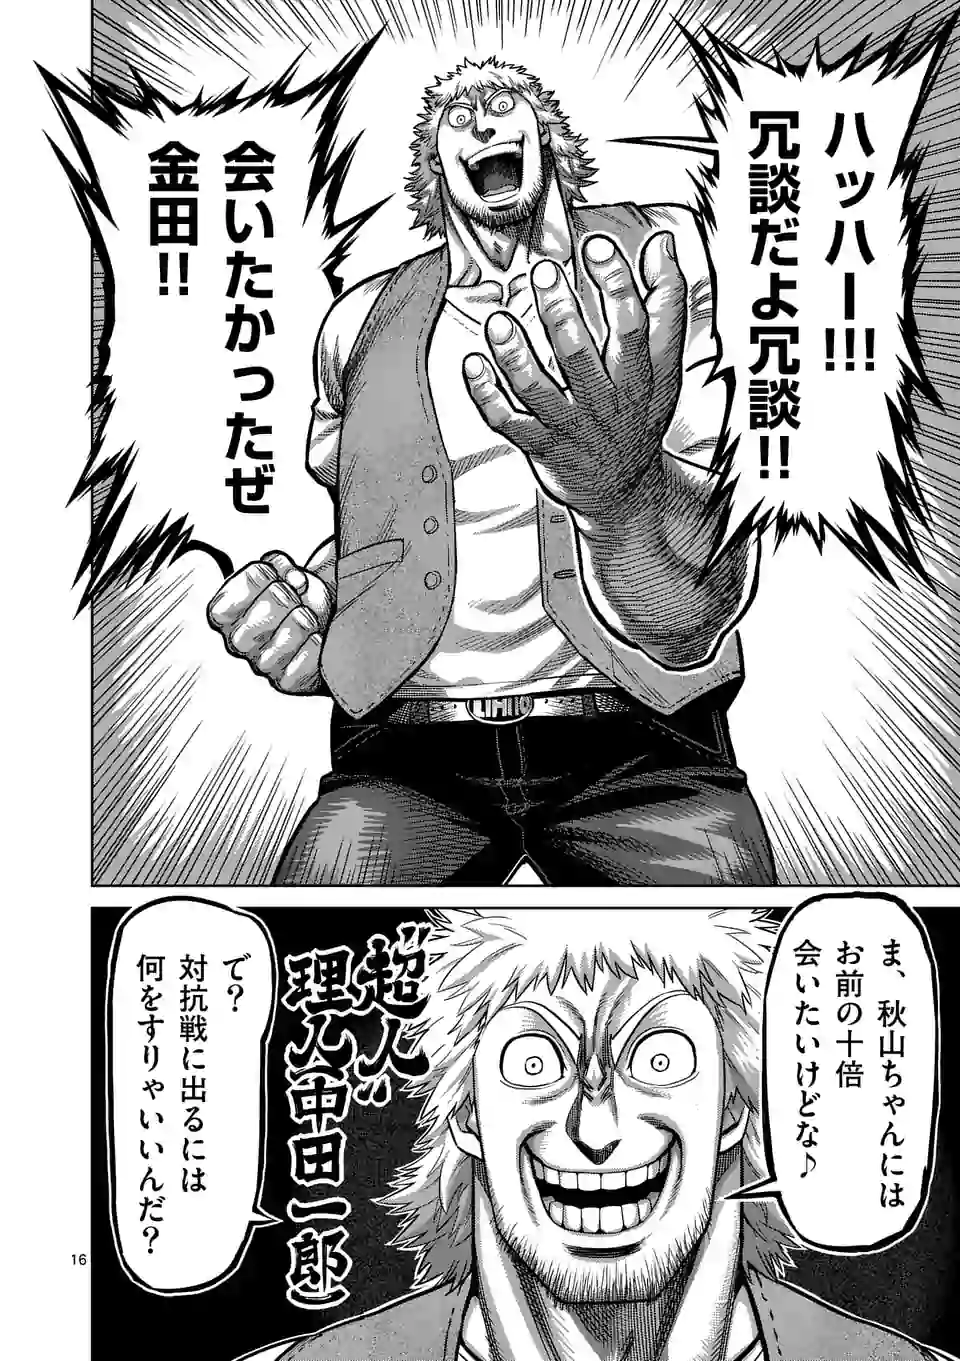 ハッハー!!!
冗談だよ冗談!!
会いたかったぜ
金田!!
ま、秋山ちゃんには
お前の十倍
会いたいけどな♪
“超人”
理人（中田一郎）
で?
対抗戦に出るには
何をすりゃいいんだ?
16